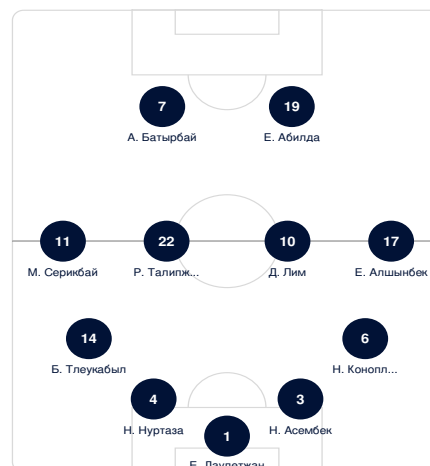 7 19
А. Батырбай Е. Абилда
11 22 10 17
М. Серикбай Р. Талипж... Д. Лим Е. Алшынбек
14 6
Б. Тлеукабыл Н. Конопл...
4 3
Н. Нуртаза Н. Асембек
1
Е. Даулетжан